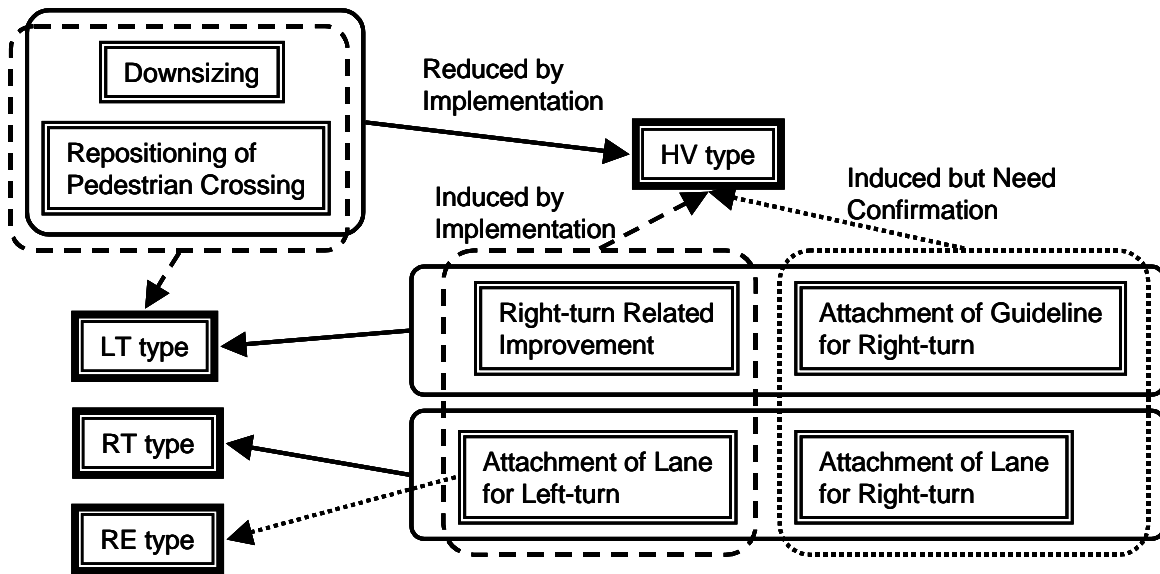 Downsizing
Repositioning of
Pedestrian Crossing
Reduced by
Implementation
HV type
Induced by
Implementation
Induced but Need
Confirmation
LT type
Right-turn Related
Improvement
Attachment of Guideline
for Right-turn
RT type
Attachment of Lane
for Left-turn
Attachment of Lane
for Right-turn
RE type